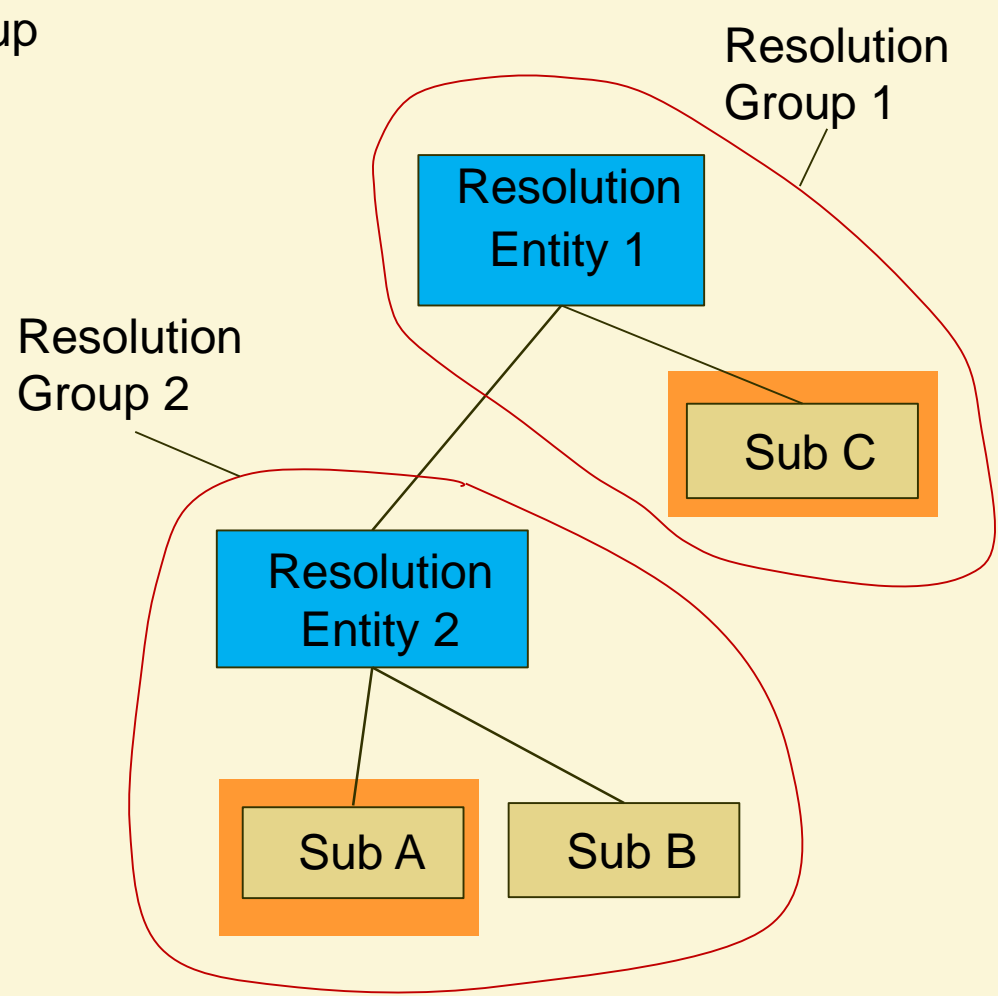 up
Resolution
Group 1
Resolution
Entity 1
Resolution
Group 2
Sub C
Resolution
Entity 2
Sub A
Sub B